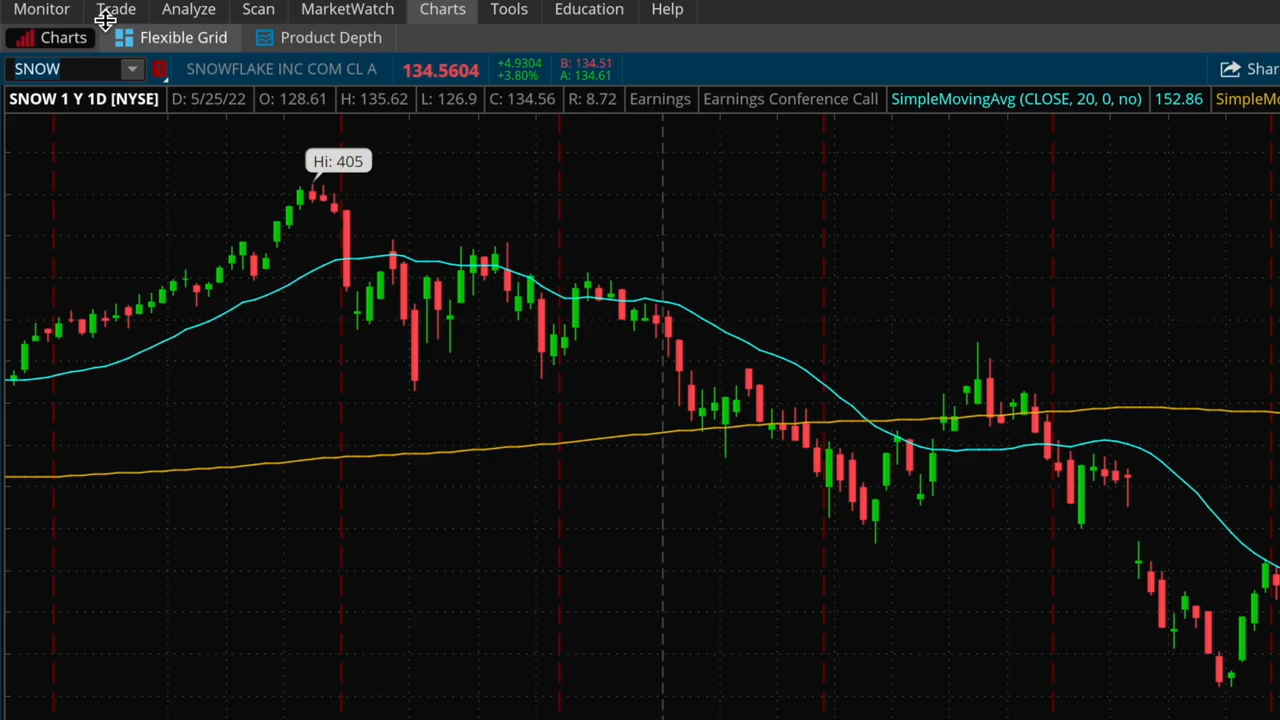 Monitor Trade Analyze Scan MarketWatch Charts Tools Education Help
Charts Flexible Grid Product Depth
SNOW SNOWFLAKE INC COM CL A 134.5604 +4.9304 B: 134.51 Shar
+3.80% A: 134.61
SNOW 1 Y 1D [NYSE] D: 5/25/22 O: 128.61 H: 135.62 L: 126.9 C: 134.56 R: 8.72 Earnings Earnings Conference Call SimpleMovingAvg (CLOSE, 20, 0, no) 152.86 SimpleMo
Hi: 405